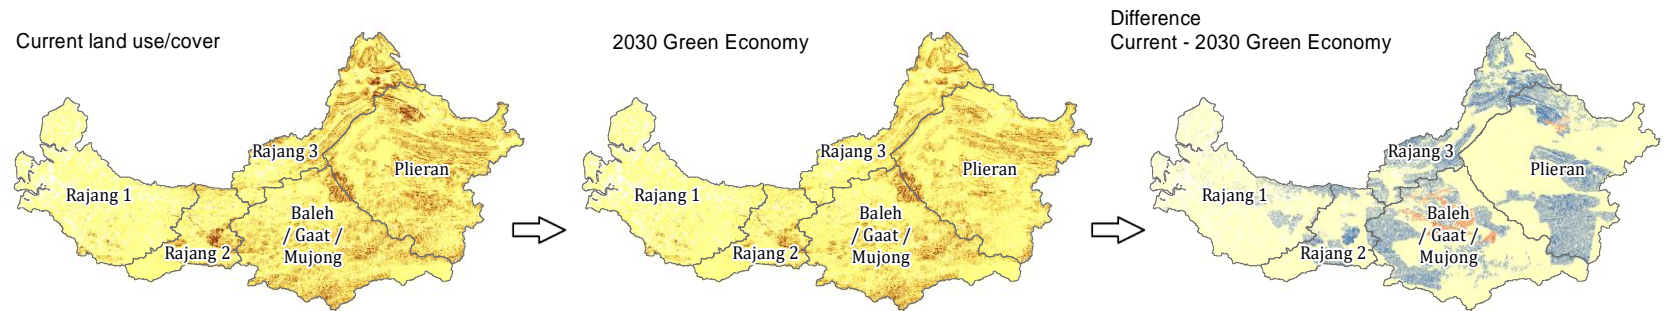 Current land use/cover
Rajang 1
Rajang 2
Rajang 3
Baleh
/ Gaat /
Mujong
Plieran
2030 Green Economy
Rajang 1
Rajang 2
Rajang 3
Baleh
/ Gaat /
Mujong
Plieran
Difference
Current - 2030 Green Economy
Rajang 1
Rajang 2
Rajang 3
Baleh
/ Gaat /
Mujong
Plieran